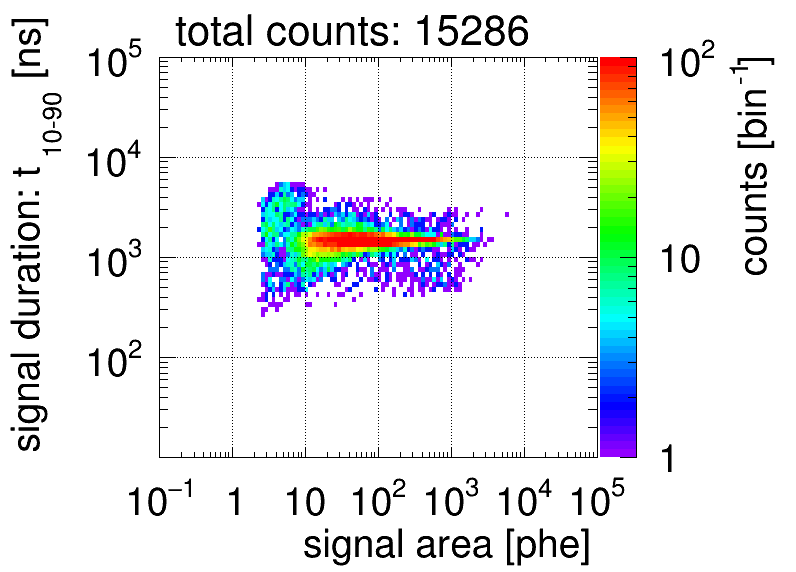 total counts: 15286
signal duration: t 10-90 [ns]
10^5
10^4
10^3
10^2
10^-1 1 10 10^2 10^3 10^4 10^5
signal area [phe]
10^2
10
1
counts [bin^-1]